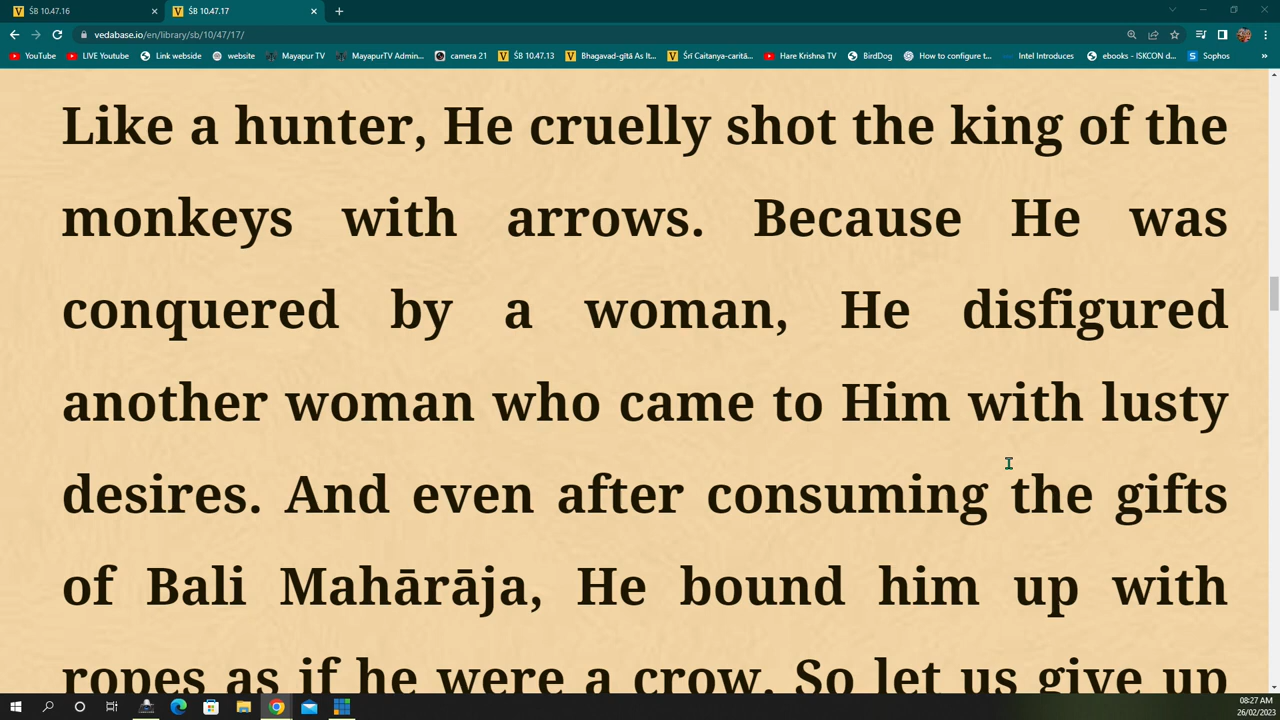 ŚB 10.47.16
ŚB 10.47.17
vedabase.io/en/library/sb/10/47/17/
YouTube LIVE Youtube Link webside website Mayapur TV MayapurTV Admin... camera 21 ŚB 10.47.13 Bhagavad-gītā As It... Śrī Caitanya-caritā... Hare Krishna TV BirdDog How to configure t... Intel Introduces ebooks - ISKCON d... Sophos »
Like a hunter, He cruelly shot the king of the
monkeys with arrows. Because He was
conquered by a woman, He disfigured
another woman who came to Him with lusty
desires. And even after consuming the gifts
of Bali Mahārāja, He bound him up with
ropes as if he were a crow. So let us give up
08:27 AM
26/02/2023